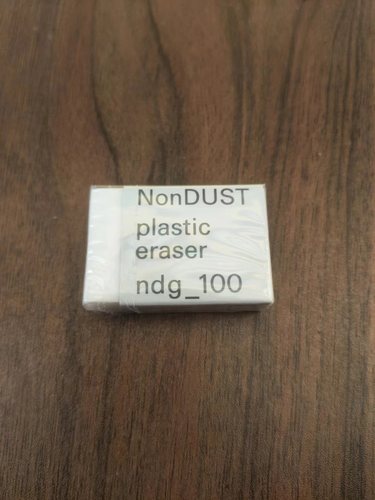 NonDUST
plastic
eraser
ndg_100